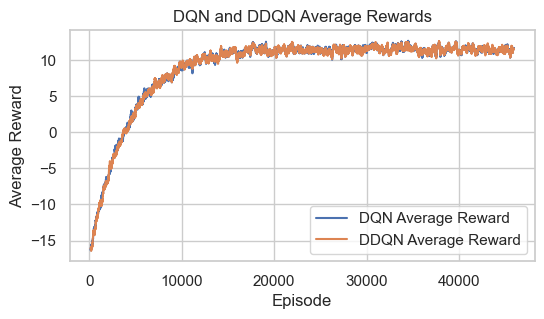 DQN and DDQN Average Rewards
Average Reward
10
5
0
−5
−10
−15
0
10000
20000
30000
40000
Episode
DQN Average Reward
DDQN Average Reward